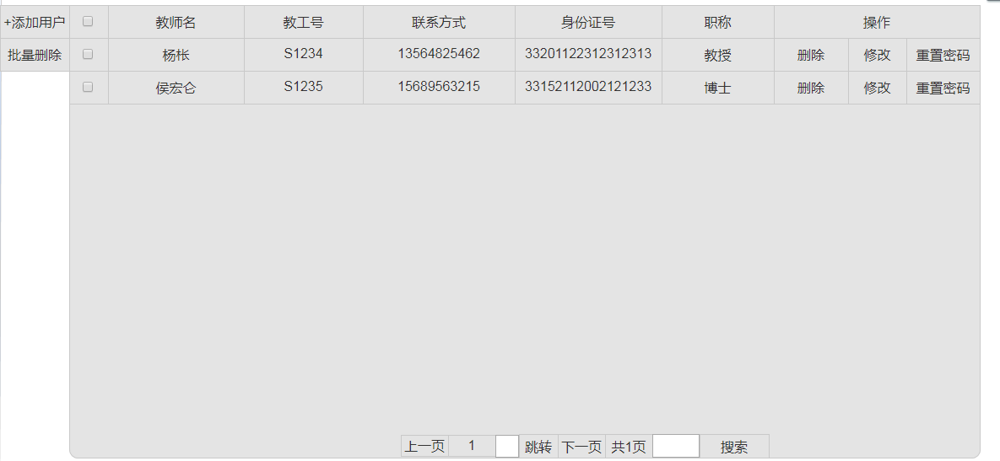 +添加用户 教师名 教工号 联系方式 身份证号 职称 操作
批量删除 杨枨 S1234 13564825462 33201122312312313 教授 删除 修改 重置密码
侯宏仑 S1235 15689563215 33152112002121233 博士 删除 修改 重置密码
上一页 1 跳转 下一页 共1页 搜索